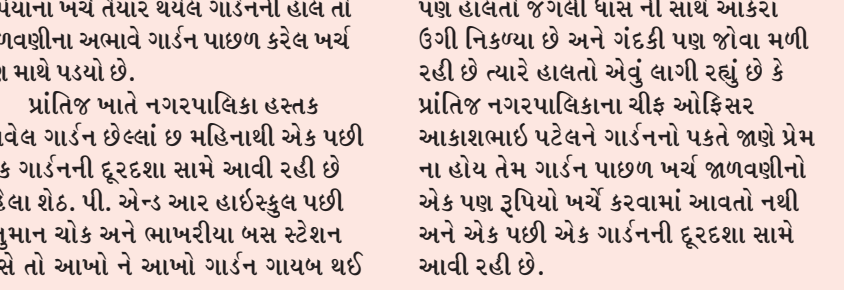 પિયાના ખર્ચે તૈયાર થયેલ ગાર્ડનની હાલ તો
ળવણીના અભાવે ગાર્ડન પાછળ કરેલ ખર્ચ
માથે પડયો છે.
પ્રાંતિજ ખાતે નગરપાલિકા હસ્તક
વેલ ગાર્ડન છેલ્લાં છ મહિનાથી એક પછી
ક ગાર્ડનની દૂરદશા સામે આવી રહી છે
હેલા શેઠ. પી. એન્ડ આર હાઇસ્કુલ પછી
નુમાન ચોક અને ભાખરીયા બસ સ્ટેશન
સે તો આખો ને આખો ગાર્ડન ગાયબ થઈ
પણ હાલતો જંગલી ઘાસ ની સાથે આકરા
ઉગી નિકળ્યા છે અને ગંદકી પણ જોવા મળી
રહી છે ત્યારે હાલતો એવું લાગી રહ્યું છે કે
પ્રાંતિજ નગરપાલિકાના ચીફ ઓફિસર
આકાશભાઇ પટેલને ગાર્ડનનો પકતે જાણે પ્રેમ
ના હોય તેમ ગાર્ડન પાછળ ખર્ચ જાળવણીનો
એક પણ રૂપિયો ખર્ચે કરવામાં આવતો નથી
અને એક પછી એક ગાર્ડનની દૂરદશા સામે
આવી રહી છે.